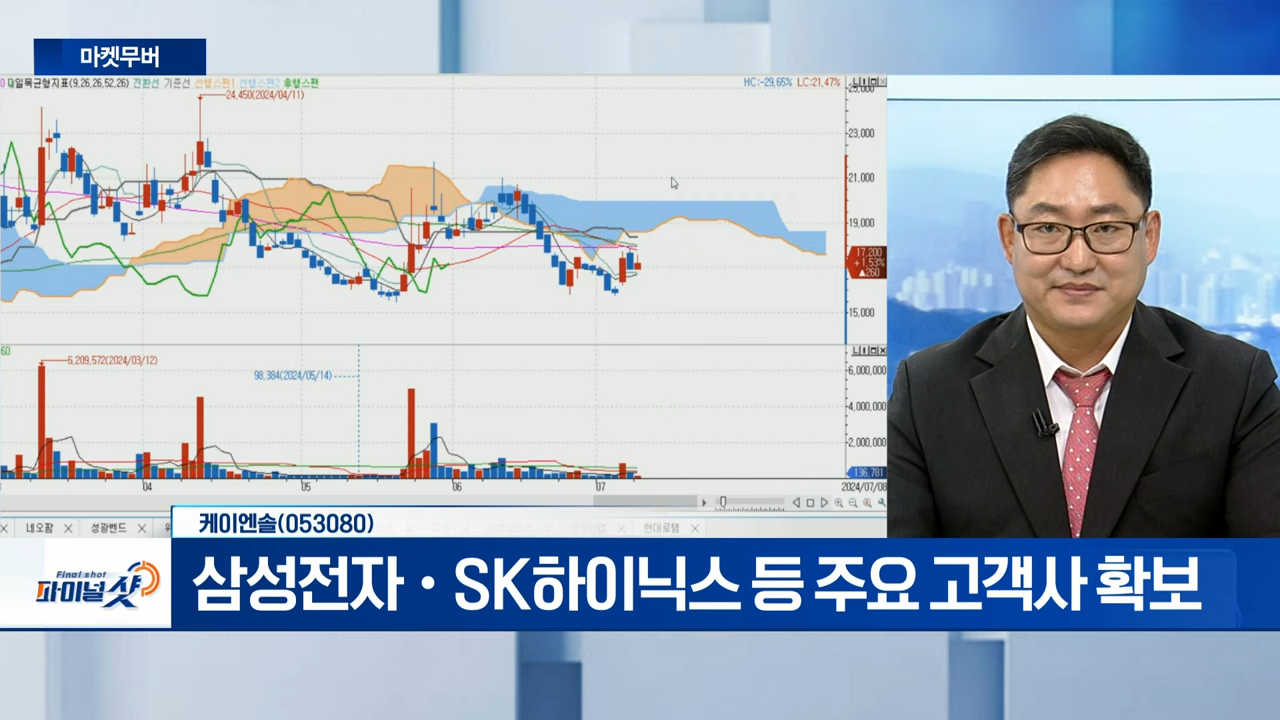 마켓무버
일목균형지표(9,26,26,52,26) 전환선 기준선 선행스팬1 선행스팬2 후행스팬
HC:-29,65% LC:21,47%
25,000
24,450(2024/04/11)
23,000
21,000
19,000
17,200
+1,53%
▲260
15,000
60
6,209,572(2024/03/12)
98,384(2024/05/14)
6,000,000
4,000,000
2,000,000
136,781
04 05 06 07 2024/07/08
네오팜 성광벤드 현대로템
케이엔솔(053080)
Final shot
파이널샷
삼성전자·SK하이닉스 등 주요 고객사 확보